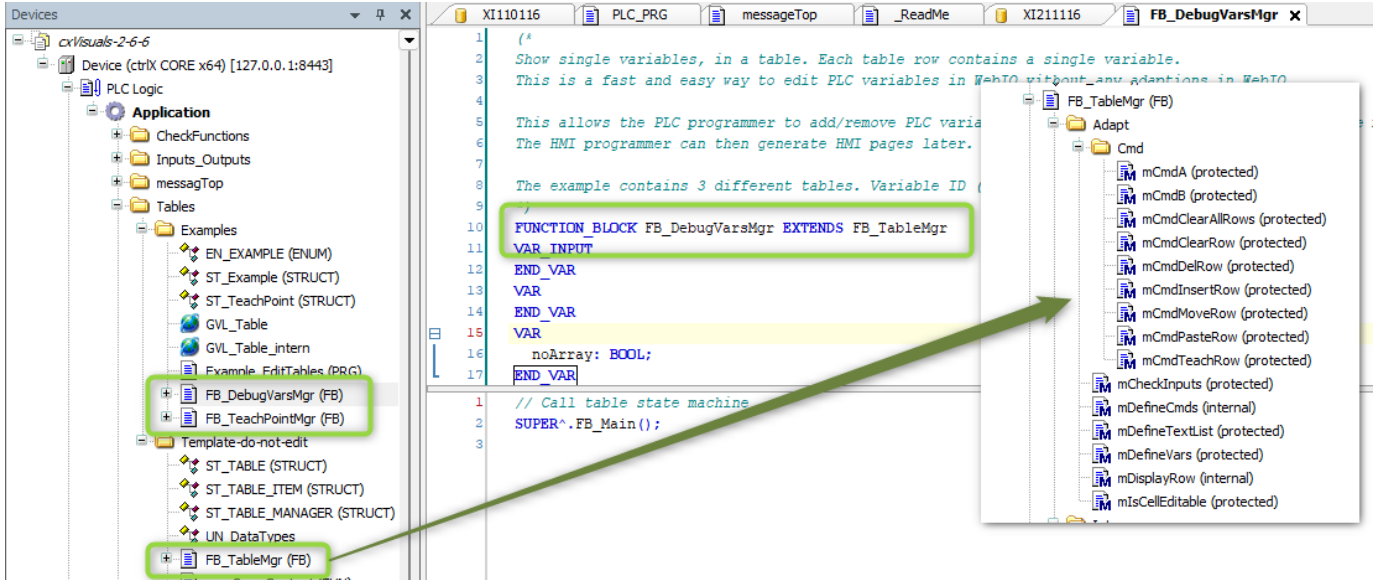 Devices
cxVisuals-2-6-6
Device (ctrlX CORE x64) [127.0.0.1:8443]
PLC Logic
Application
CheckFunctions
Inputs_Outputs
messagTop
Tables
Examples
EN_EXAMPLE (ENUM)
ST_Example (STRUCT)
ST_TeachPoint (STRUCT)
GVL_Table
GVL_Table_intern
Example_EditTables (PRG)
FB_DebugVarsMgr (FB)
FB_TeachPointMgr (FB)
Template-do-not-edit
ST_TABLE (STRUCT)
ST_TABLE_ITEM (STRUCT)
ST_TABLE_MANAGER (STRUCT)
UN_DataTypes
FB_TableMgr (FB)
XI110116 PLC_PRG messageTop _ReadMe XI211116 FB_DebugVarsMgr
1 (*
2 Show single variables, in a table. Each table row contains a single variable.
3 This is a fast and easy way to edit PLC variables in WebIQ without any adaptions in WebIQ
4
5 This allows the PLC programmer to add/remove PLC varia
6 The HMI programmer can then generate HMI pages later.
7
8 The example contains 3 different tables. Variable ID (
9 *)
10 FUNCTION_BLOCK FB_DebugVarsMgr EXTENDS FB_TableMgr
11 VAR_INPUT
12 END_VAR
13 VAR
14 END_VAR
15 VAR
16 noArray: BOOL;
17 END_VAR
1 // Call table state machine
2 SUPER^.FB_Main();
3
FB_TableMgr (FB)
Adapt
Cmd
mCmdA (protected)
mCmdB (protected)
mCmdClearAllRows (protected)
mCmdClearRow (protected)
mCmdDelRow (protected)
mCmdInsertRow (protected)
mCmdMoveRow (protected)
mCmdPasteRow (protected)
mCmdTeachRow (protected)
mCheckInputs (protected)
mDefineCmds (internal)
mDefineTextList (protected)
mDefineVars (protected)
mDisplayRow (internal)
mIsCellEditable (protected)